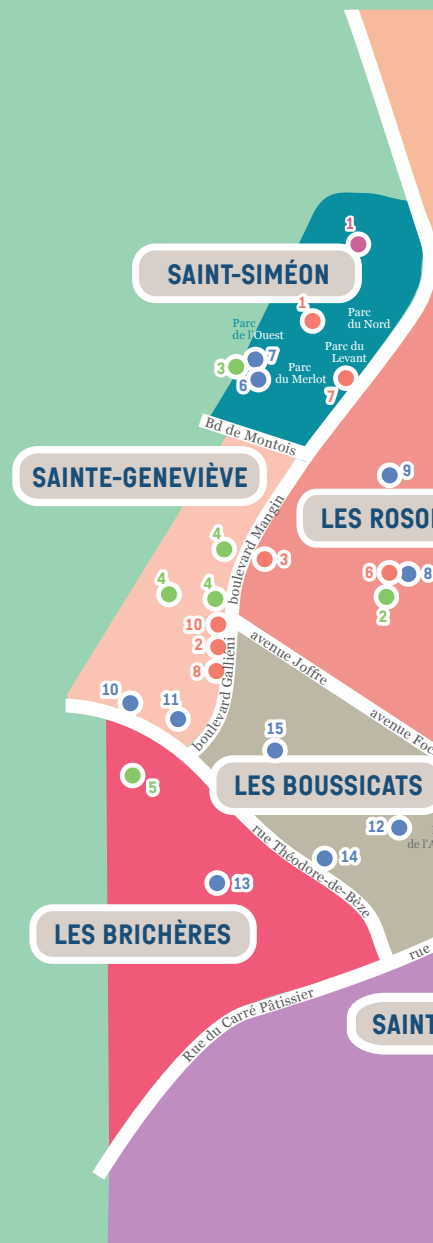 1
SAINT-SIMÉON
1
Parc
du Nord
Parc
de l'Ouest
7
Parc du
Levant
3
Parc
du Merlot
6
7
Bd de Montois
9
SAINTE-GENEVIÈVE
boulevard Mangin
LES ROSO
4
3
6
8
4
4
2
10
2
avenue Joffre
8
boulevard Gallieni
10
11
avenue Foc
15
5
LES BOUSSICATS
12
de l'A
rue Théodore-de-Bèze
14
13
LES BRICHÈRES
rue
Rue du Carré Pâtissier
SAINT